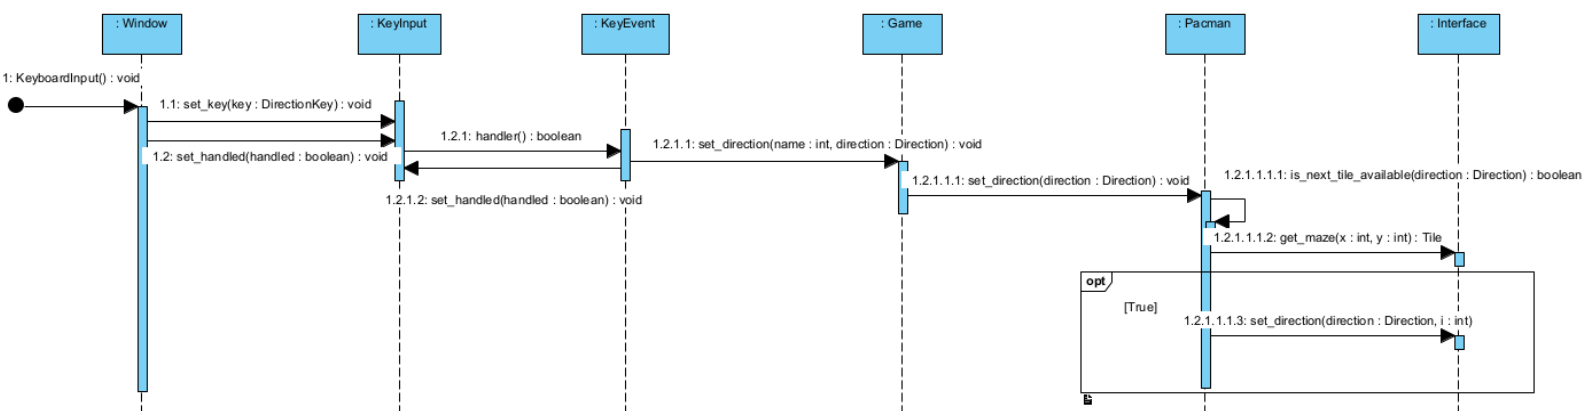 : Window
: KeyInput
: KeyEvent
: Game
: Pacman
: Interface
1: KeyboardInput() : void
1.1: set_key(key : DirectionKey) : void
1.2: set_handled(handled : boolean) : void
1.2.1: handler() : boolean
1.2.1.1: set_direction(name : int, direction : Direction) : void
1.2.1.2: set_handled(handled : boolean) : void
1.2.1.1.1: set_direction(direction : Direction) : void
1.2.1.1.1.1: is_next_tile_available(direction : Direction) : boolean
1.2.1.1.1.2: get_maze(x : int, y : int) : Tile
opt
[True]
1.2.1.1.1.3: set_direction(direction : Direction, i : int)